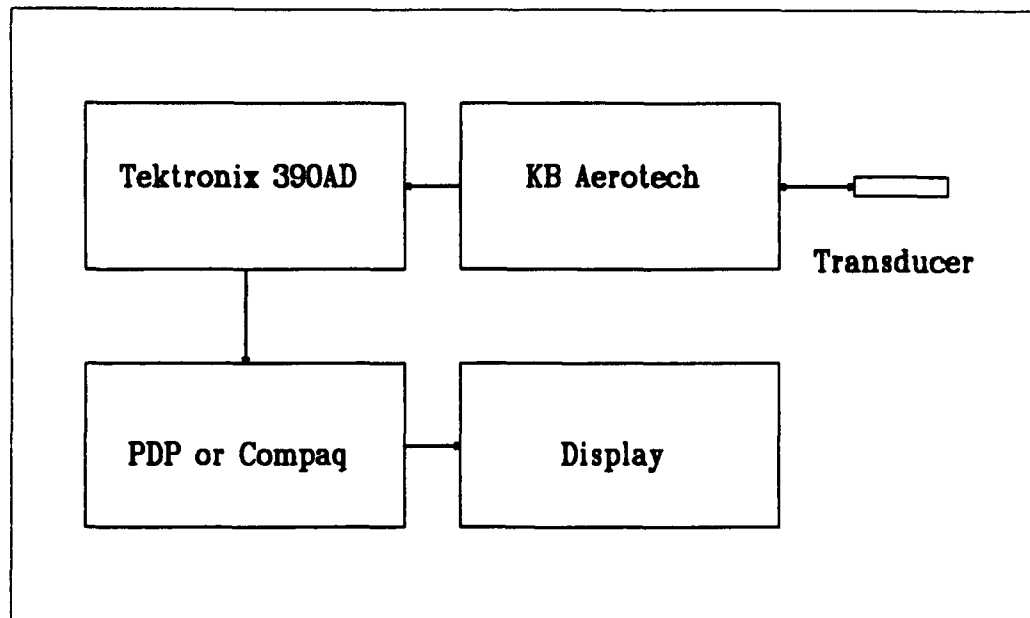 Tektronix 390AD
KB Aerotech
Transducer
PDP or Compaq
Display